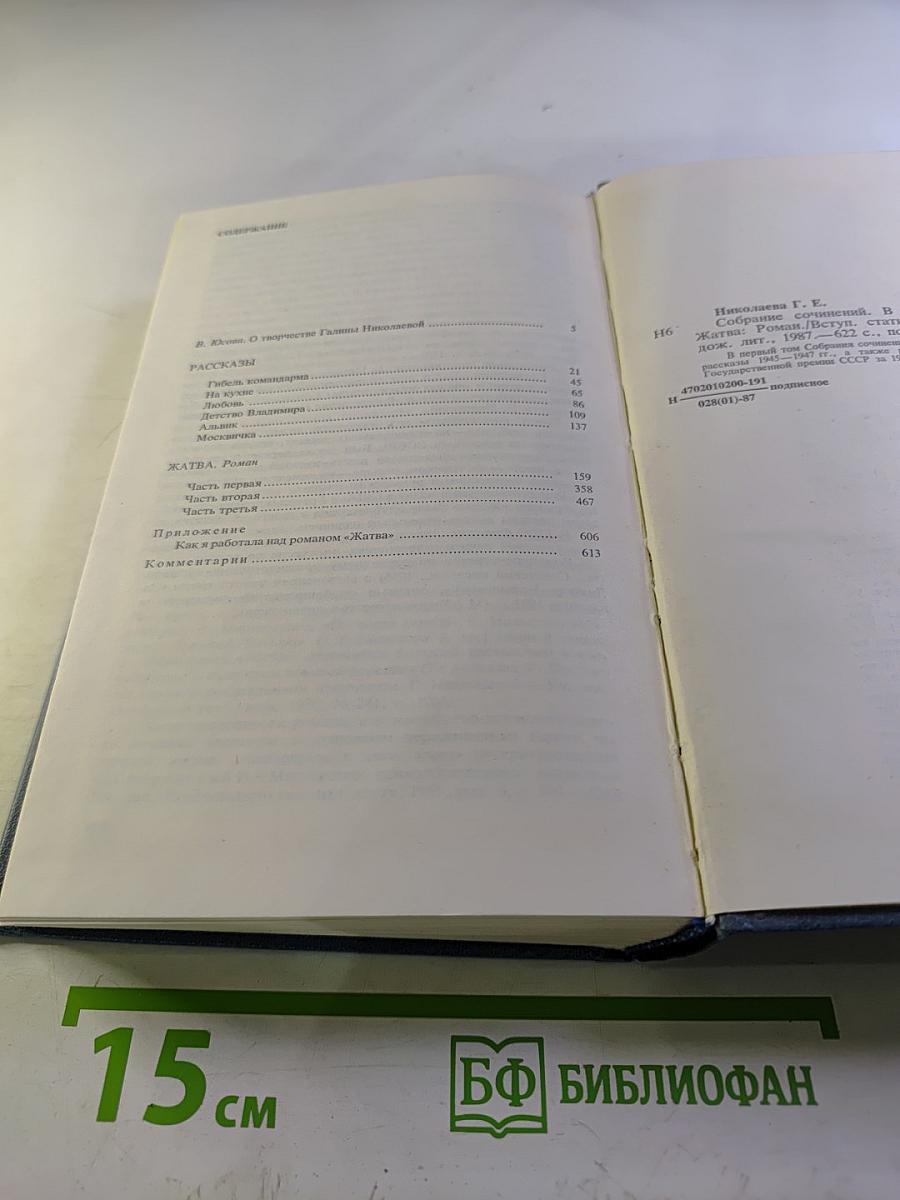 СОДЕРЖАНИЕ
В. Юсова. О творчестве Галины Николаевой 5
РАССКАЗЫ
Гибель командарма 21
На кухне 45
Любовь 65
Детство Владимира 86
Альвик 109
Москвичка 137
ЖАТВА. Роман
Часть первая 159
Часть вторая 358
Часть третья 467
Приложение
Как я работала над романом «Жатва» 606
Комментарии 613
Николаева Г. Е.
Н6 Собрание сочинений. В
Жатва: Роман./Вступ. стат
дож. лит., 1987.—622 с., по
В первый том Собрания сочинен
рассказы 1945—1947 гг., а также
Государственной премии СССР за 19
Н 4702010200-191 подписное
028(01)-87
15 см
БФ БИБЛИОФАН